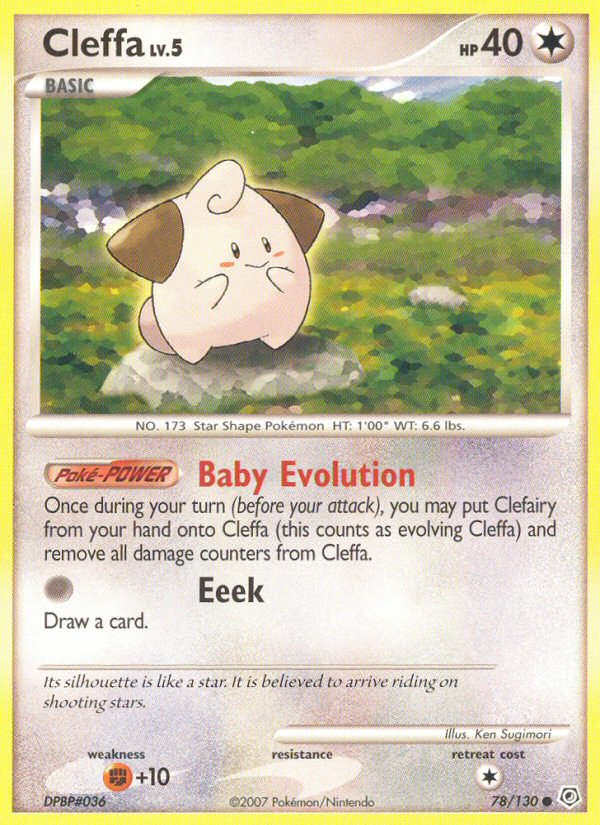 Cleffa LV.5
HP 40
BASIC
NO. 173 Star Shape Pokémon HT: 1'00" WT: 6.6 lbs.
Poké-POWER Baby Evolution
Once during your turn (before your attack), you may put Clefairy
from your hand onto Cleffa (this counts as evolving Cleffa) and
remove all damage counters from Cleffa.
Eeek
Draw a card.
Its silhouette is like a star. It is believed to arrive riding on
shooting stars.
Illus. Ken Sugimori
weakness resistance retreat cost
+10
DPBP#036 ©2007 Pokémon/Nintendo 78/130